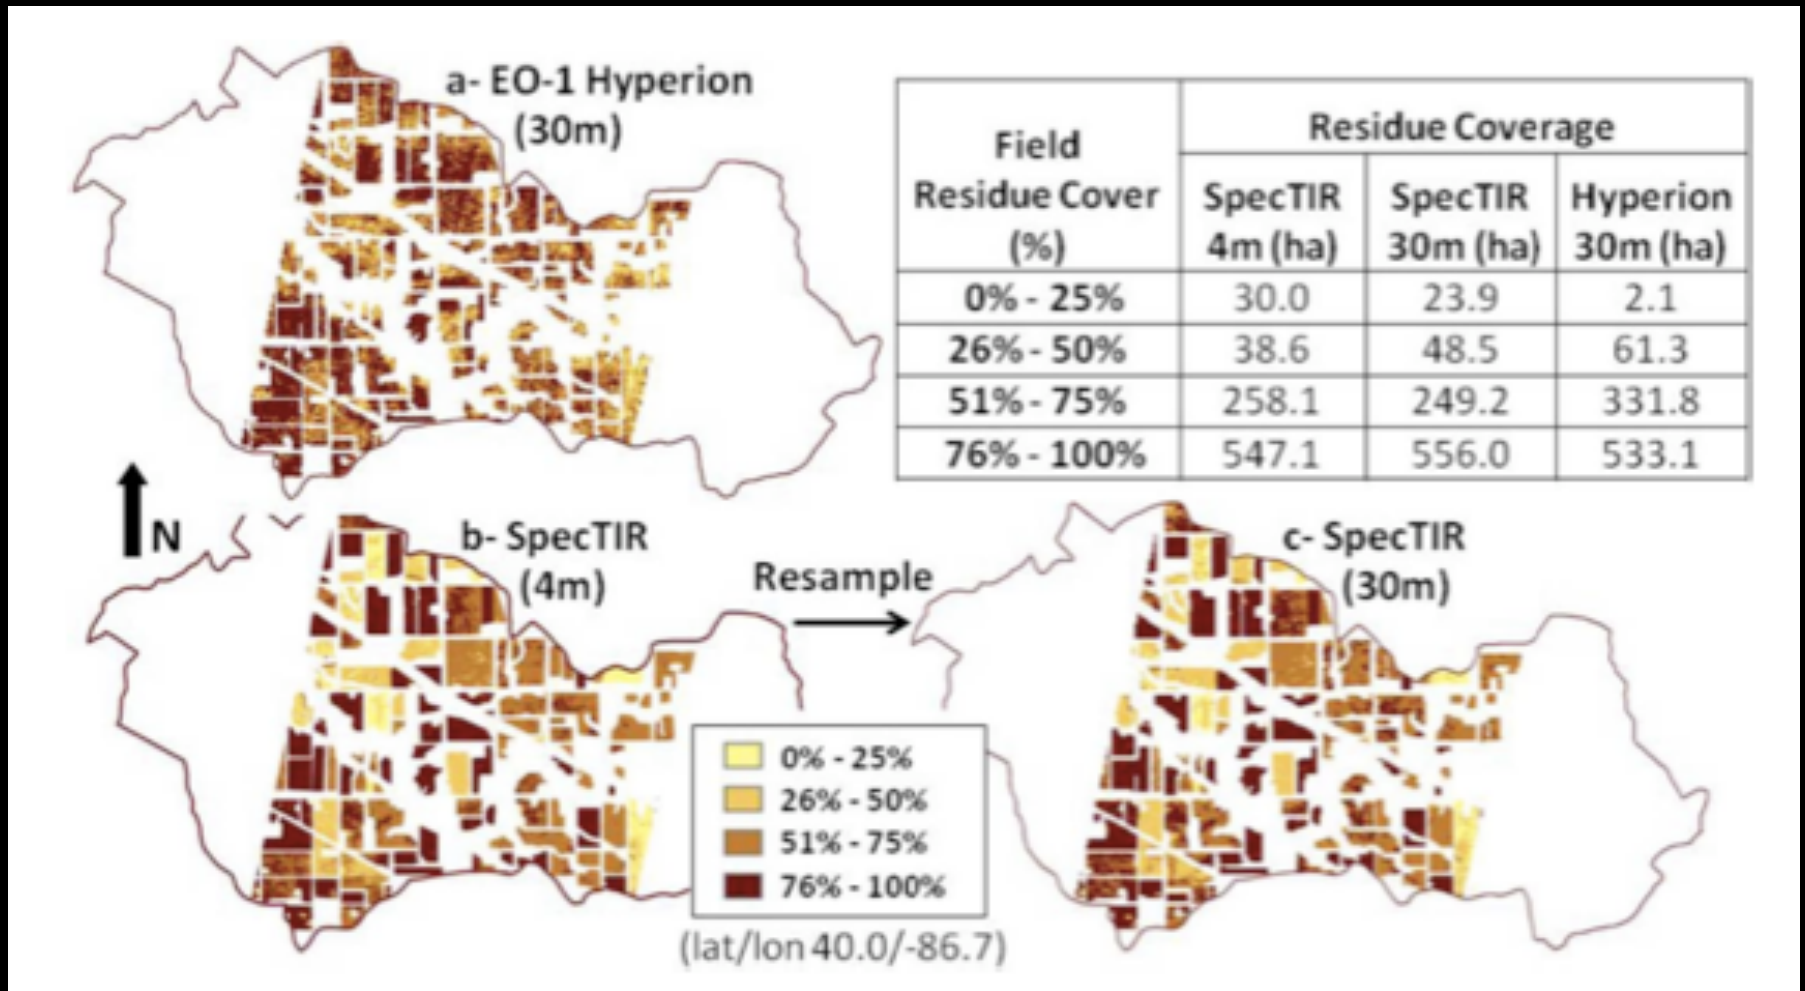 a- EO-1 Hyperion
(30m)
Field
Residue Cover
(%)
Residue Coverage
SpecTIR
4m (ha)
SpecTIR
30m (ha)
Hyperion
30m (ha)
0% - 25% 30.0 23.9 2.1
26% - 50% 38.6 48.5 61.3
51% - 75% 258.1 249.2 331.8
76% - 100% 547.1 556.0 533.1
N
b- SpecTIR
(4m)
Resample
c- SpecTIR
(30m)
0% - 25%
26% - 50%
51% - 75%
76% - 100%
(lat/lon 40.0/-86.7)